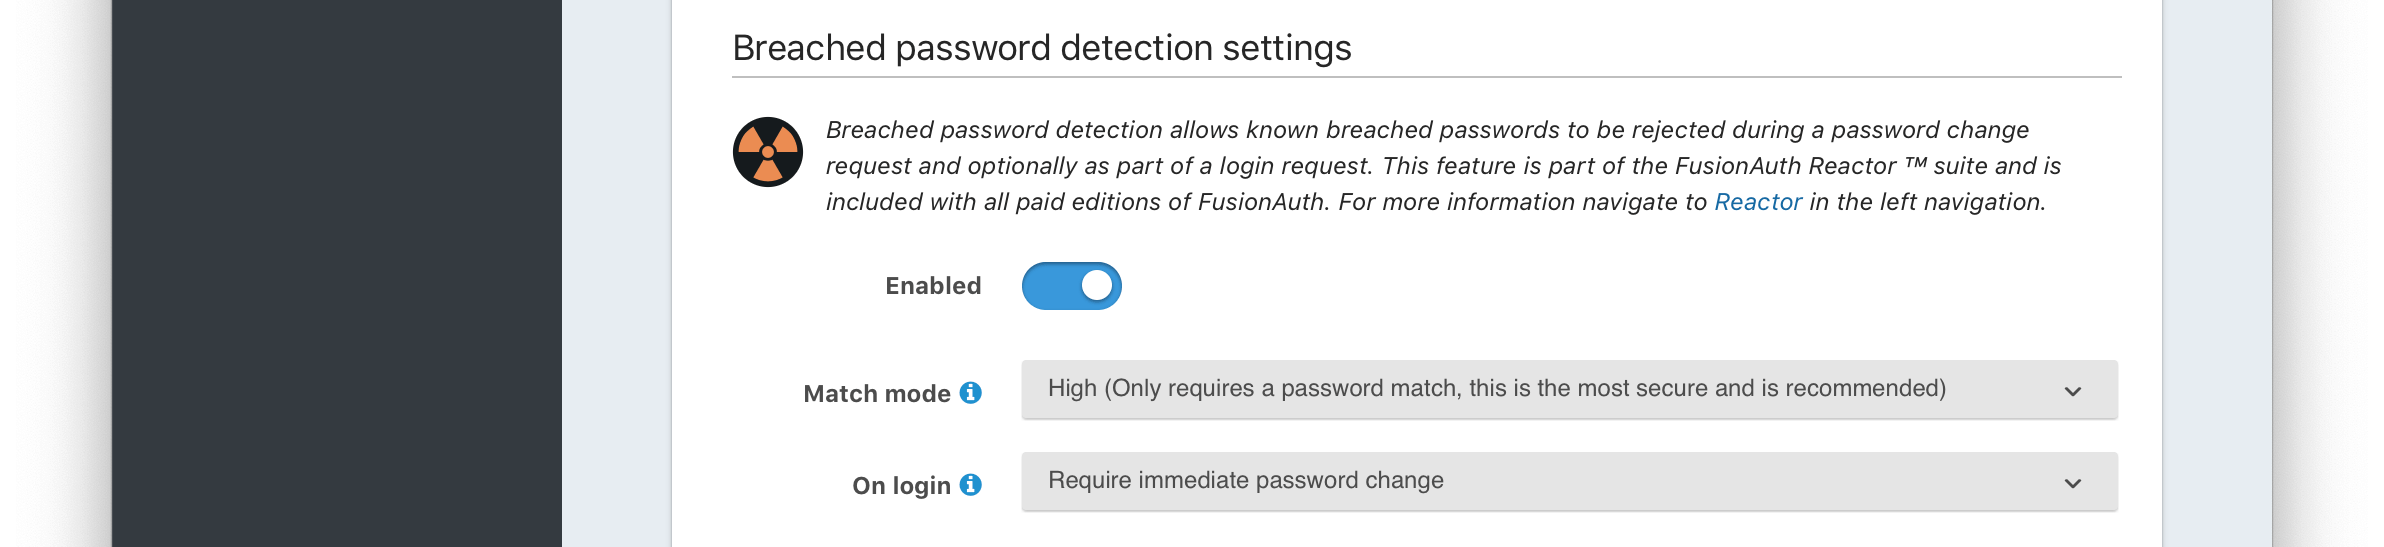 Breached password detection settings
Breached password detection allows known breached passwords to be rejected during a password change
request and optionally as part of a login request. This feature is part of the FusionAuth Reactor ™ suite and is
included with all paid editions of FusionAuth. For more information navigate to Reactor in the left navigation.
Enabled
Match mode
High (Only requires a password match, this is the most secure and is recommended)
On login
Require immediate password change